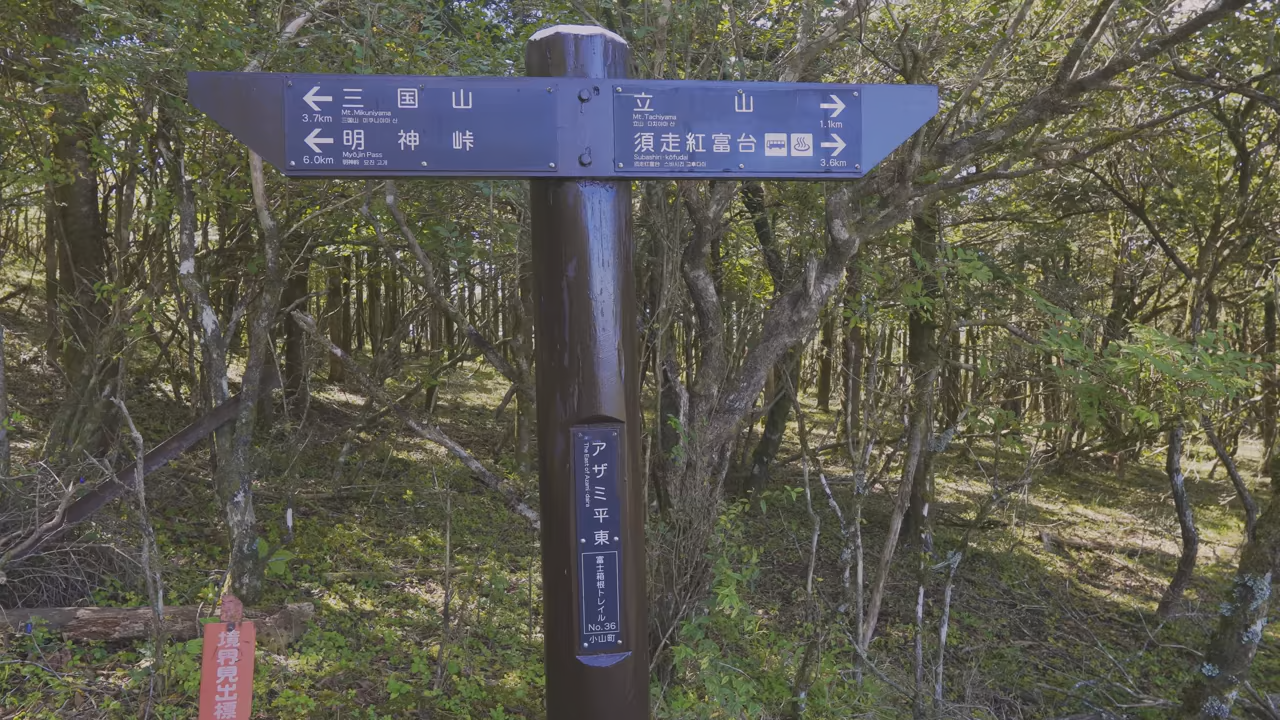 ← 三国山
Mt. Mikuniyama
3.7km
← 明神峠
6.0km
Myōjin Pass
立山 →
Mt. Tachiyama
1.1km
須走紅富台 →
Subashiri-kōfudai
3.6km
アザミ平東
The East of Azami-daira
富士箱根トレイル
No.36
小山町
境界見出標